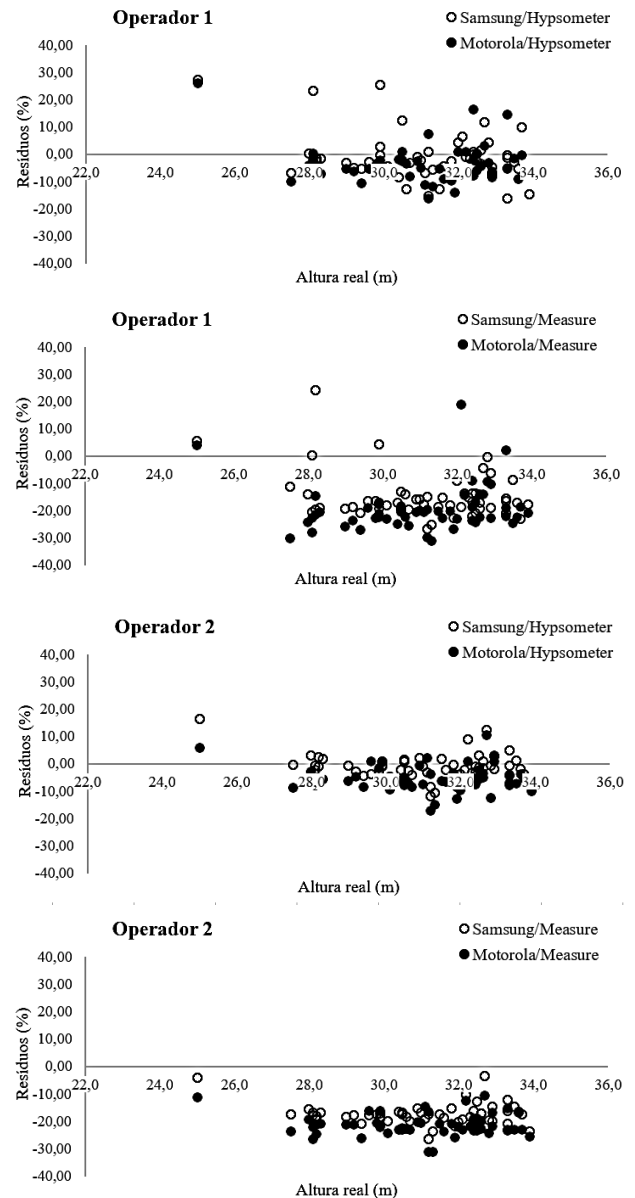 Operador 1
Samsung/Hypsometer
Motorola/Hypsometer
40,00
30,00
20,00
10,00
0,00
-10,00
-20,00
-30,00
-40,00
Resíduos (%)
22,0 24,0 26,0 28,0 30,0 32,0 34,0 36,0
Altura real (m)
Operador 1
Samsung/Measure
Motorola/Measure
40,00
30,00
20,00
10,00
0,00
-10,00
-20,00
-30,00
-40,00
Resíduos (%)
22,0 24,0 26,0 28,0 30,0 32,0 34,0 36,0
Altura real (m)
Operador 2
Samsung/Hypsometer
Motorola/Hypsometer
40,00
30,00
20,00
10,00
0,00
-10,00
-20,00
-30,00
-40,00
Resíduos (%)
22,0 24,0 26,0 28,0 30,0 32,0 34,0 36,0
Altura real (m)
Operador 2
Samsung/Measure
Motorola/Measure
40,00
30,00
20,00
10,00
0,00
-10,00
-20,00
-30,00
-40,00
Resíduos (%)
22,0 24,0 26,0 28,0 30,0 32,0 34,0 36,0
Altura real (m)